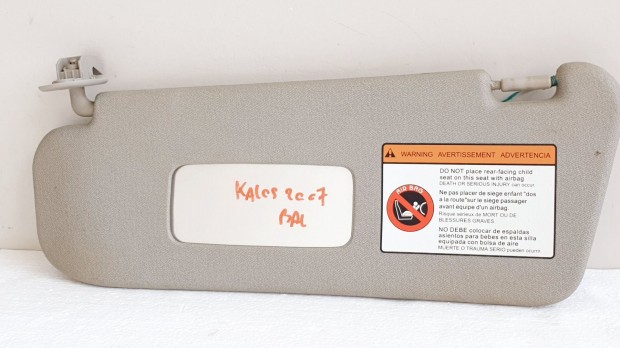 KALOS 2007
BAL
WARNING AVERTISSEMENT ADVERTENCIA
AIR BAG
DO NOT place rear-facing child
seat on this seat with airbag
DEATH OR SERIOUS INJURY can occur
Ne pas placer de siege enfant "dos
a la route"sur le siege passager
avant equipe d'un airbag.
Risque serieux de MORT OU DE
BLESSURES GRAVES.
NO DEBE colocar de espaldas
asientos para bebes en esta silla
equipada con bolsa de aire
MUERTE O TRAUMA SERIO pueden ocurrir